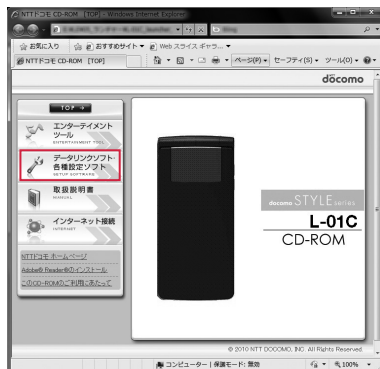 NTTドコモ CD-ROM [TOP] - Windows Internet Explorer
お気に入り おすすめサイト Web スライス ギャラ...
NTTドコモ CD-ROM [TOP]
ページ(P) セーフティ(S) ツール(O)
döcomo
TOP
エンターテイメント
ツール
ENTERTAINMENT TOOL
データリンクソフト・
各種設定ソフト
SETUP SOFTWARE
取扱説明書
MANUAL
インターネット接続
INTERNET
NTTドコモ ホームページ
Adobe® Reader®のインストール
このCD-ROMのご利用にあたって
docomo STYLE series
L-01C
CD-ROM
© 2010 NTT DOCOMO, INC. All Rights Reserved.
コンピューター | 保護モード: 無効
100%